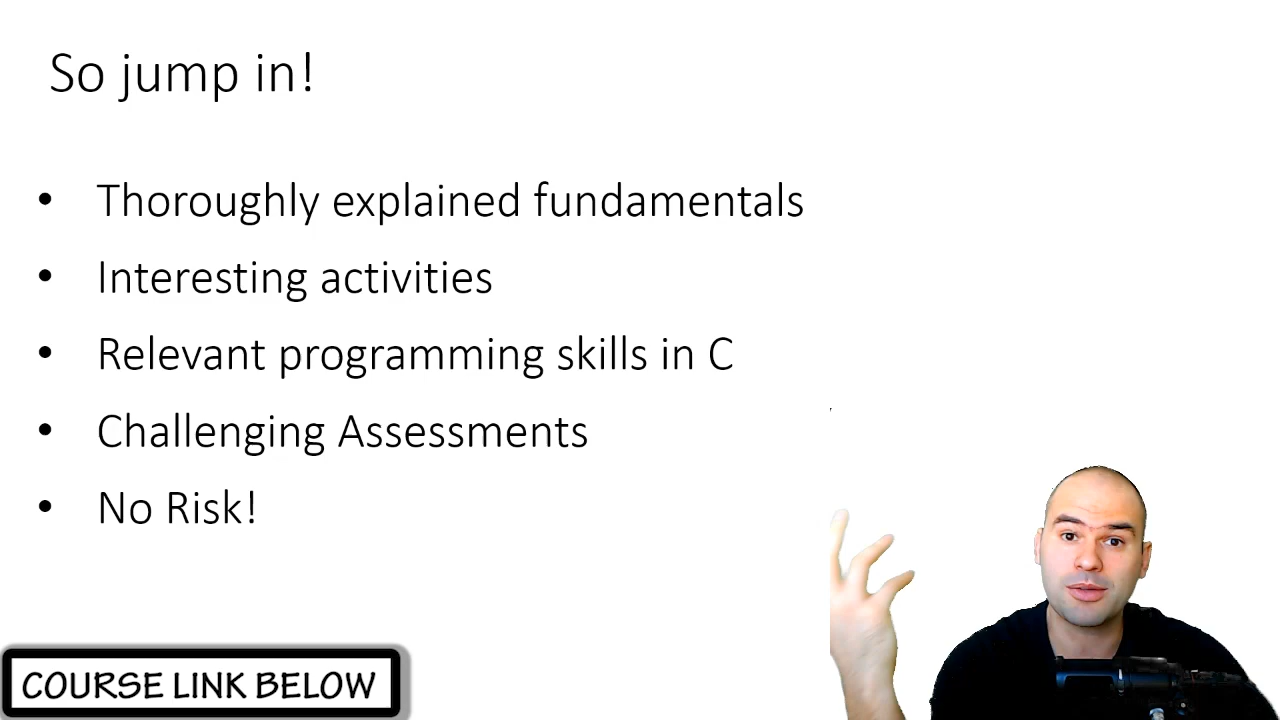 So jump in!
• Thoroughly explained fundamentals
• Interesting activities
• Relevant programming skills in C
• Challenging Assessments
• No Risk!
COURSE LINK BELOW